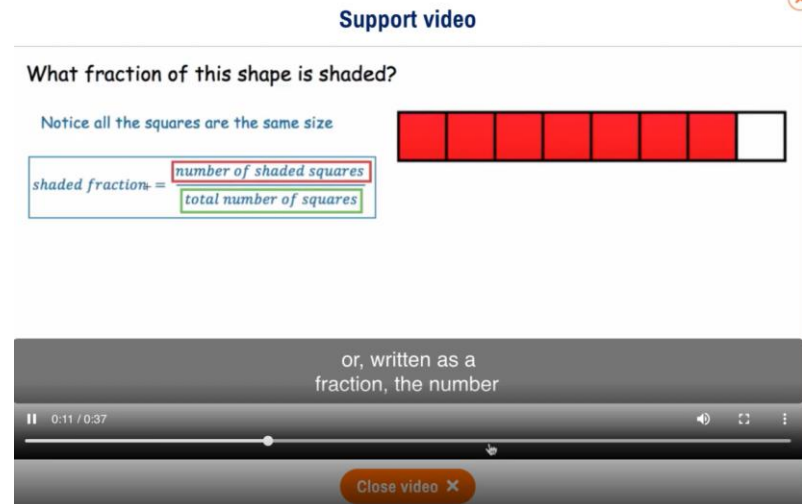 Support video
What fraction of this shape is shaded?
Notice all the squares are the same size
shaded fraction = number of shaded squares
total number of squares
or, written as a
fraction, the number
0:11 / 0:37
Close video ✕